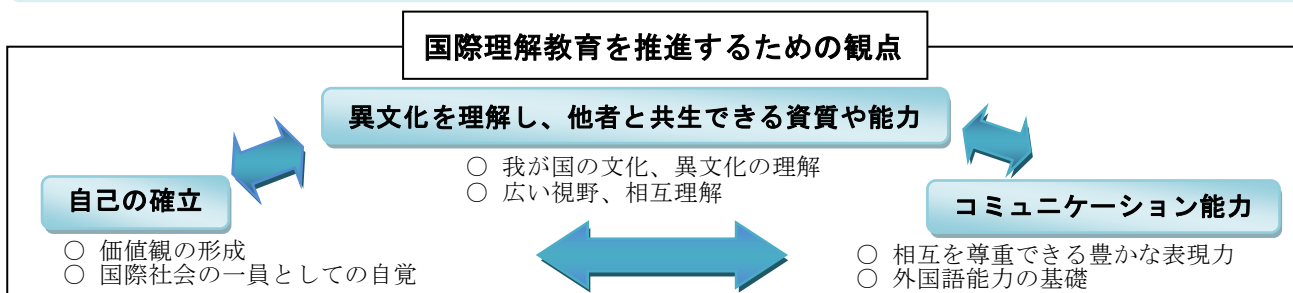 国際理解教育を推進するための観点
異文化を理解し、他者と共生できる資質や能力
○ 我が国の文化、異文化の理解
○ 広い視野、相互理解
自己の確立
○ 価値観の形成
○ 国際社会の一員としての自覚
コミュニケーション能力
○ 相互を尊重できる豊かな表現力
○ 外国語能力の基礎